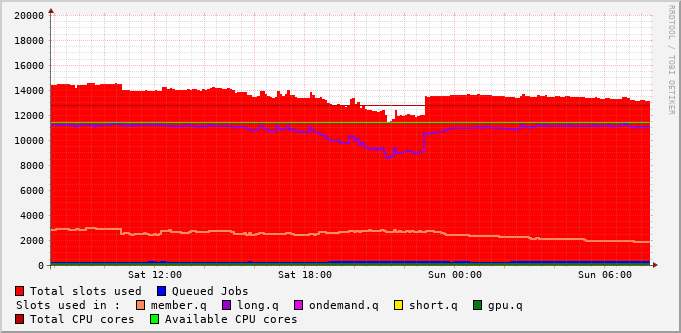 20000
18000
16000
14000
12000
10000
8000
6000
4000
2000
0
Sat 12:00 Sat 18:00 Sun 00:00 Sun 06:00
RRDTOOL / TOBI OETIKER
Total slots used Queued Jobs
Slots used in : member.q long.q ondemand.q short.q gpu.q
Total CPU cores Available CPU cores